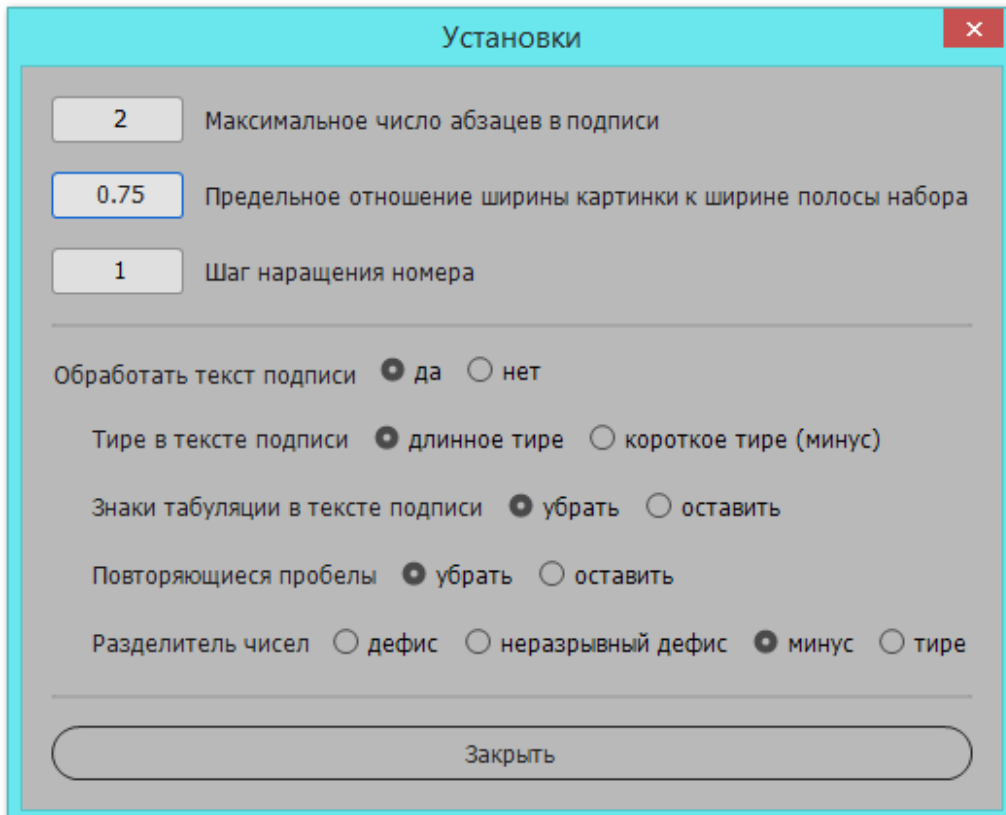 Установки
2 Максимальное число абзацев в подписи
0.75 Предельное отношение ширины картинки к ширине полосы набора
1 Шаг наращения номера
Обработать текст подписи да нет
Тире в тексте подписи длинное тире короткое тире (минус)
Знаки табуляции в тексте подписи убрать оставить
Повторяющиеся пробелы убрать оставить
Разделитель чисел дефис неразрывный дефис минус тире
Закрыть